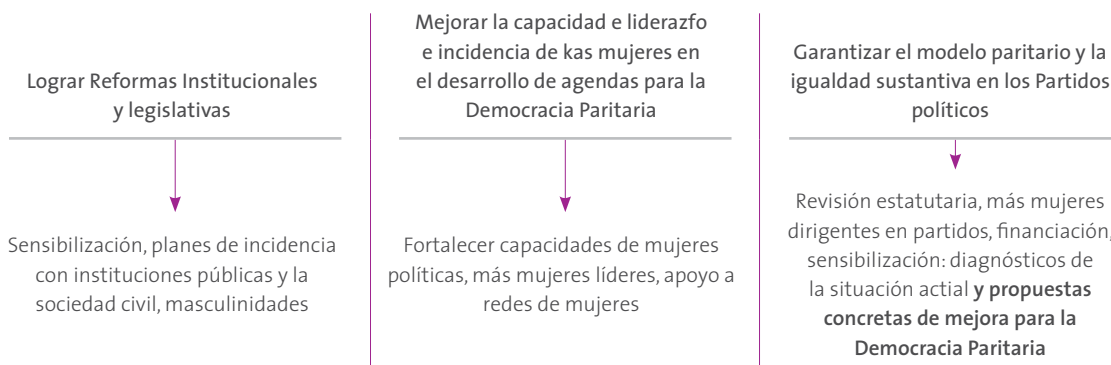 Lograr Reformas Institucionales
y legislativas
Sensibilización, planes de incidencia
con instituciones públicas y la
sociedad civil, masculinidades
Mejorar la capacidad e liderazfo
e incidencia de kas mujeres en
el desarrollo de agendas para la
Democracia Paritaria
Fortalecer capacidades de mujeres
políticas, más mujeres líderes, apoyo a
redes de mujeres
Garantizar el modelo paritario y la
igualdad sustantiva en los Partidos
políticos
Revisión estatutaria, más mujeres
dirigentes en partidos, financiación,
sensibilización: diagnósticos de
la situación actial y propuestas
concretas de mejora para la
Democracia Paritaria